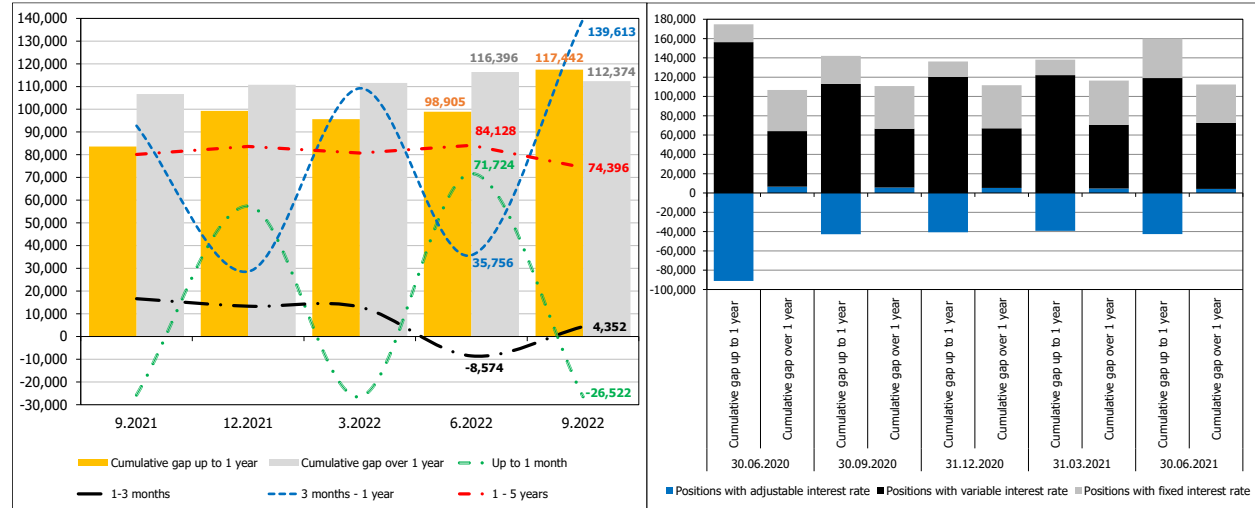 140,000
130,000
120,000
110,000
100,000
90,000
80,000
70,000
60,000
50,000
40,000
30,000
20,000
10,000
0
-10,000
-20,000
-30,000
139,613
116,396
117,442
112,374
98,905
84,128
71,724
74,396
35,756
4,352
-8,574
-26,522
9.2021
12.2021
3.2022
6.2022
9.2022
Cumulative gap up to 1 year
Cumulative gap over 1 year
Up to 1 month
1-3 months
3 months - 1 year
1 - 5 years
180,000
160,000
140,000
120,000
100,000
80,000
60,000
40,000
20,000
0
-20,000
-40,000
-60,000
-80,000
-100,000
Cumulative gap up to 1 year
Cumulative gap over 1 year
Cumulative gap up to 1 year
Cumulative gap over 1 year
Cumulative gap up to 1 year
Cumulative gap over 1 year
Cumulative gap up to 1 year
Cumulative gap over 1 year
Cumulative gap up to 1 year
Cumulative gap over 1 year
30.06.2020
30.09.2020
31.12.2020
31.03.2021
30.06.2021
Positions with adjustable interest rate
Positions with variable interest rate
Positions with fixed interest rate